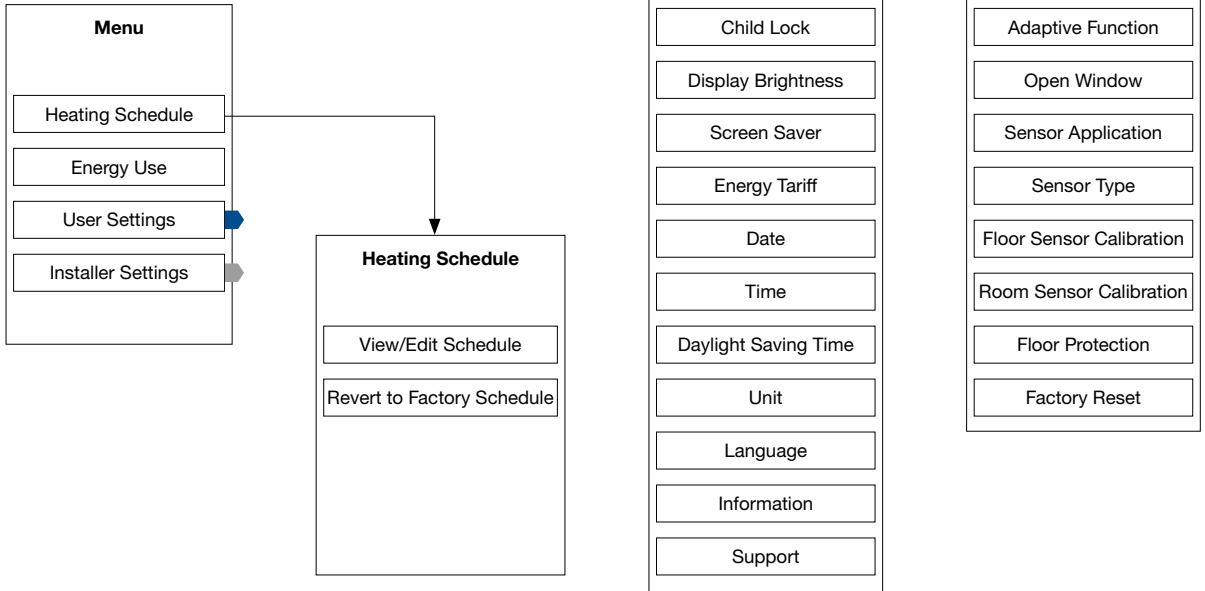 Menu
Heating Schedule
Energy Use
User Settings
Installer Settings
Heating Schedule
View/Edit Schedule
Revert to Factory Schedule
Child Lock
Display Brightness
Screen Saver
Energy Tariff
Date
Time
Daylight Saving Time
Unit
Language
Information
Support
Adaptive Function
Open Window
Sensor Application
Sensor Type
Floor Sensor Calibration
Room Sensor Calibration
Floor Protection
Factory Reset